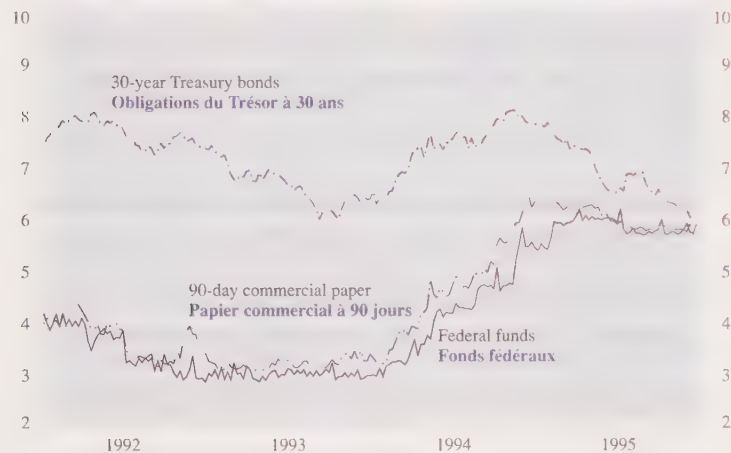 10 10
9 9
30-year Treasury bonds
Obligations du Trésor à 30 ans
8 8
7 7
6 6
5 5
90-day commercial paper
Papier commercial à 90 jours
4 4
Federal funds
Fonds fédéraux
3 3
2 2
1992 1993 1994 1995